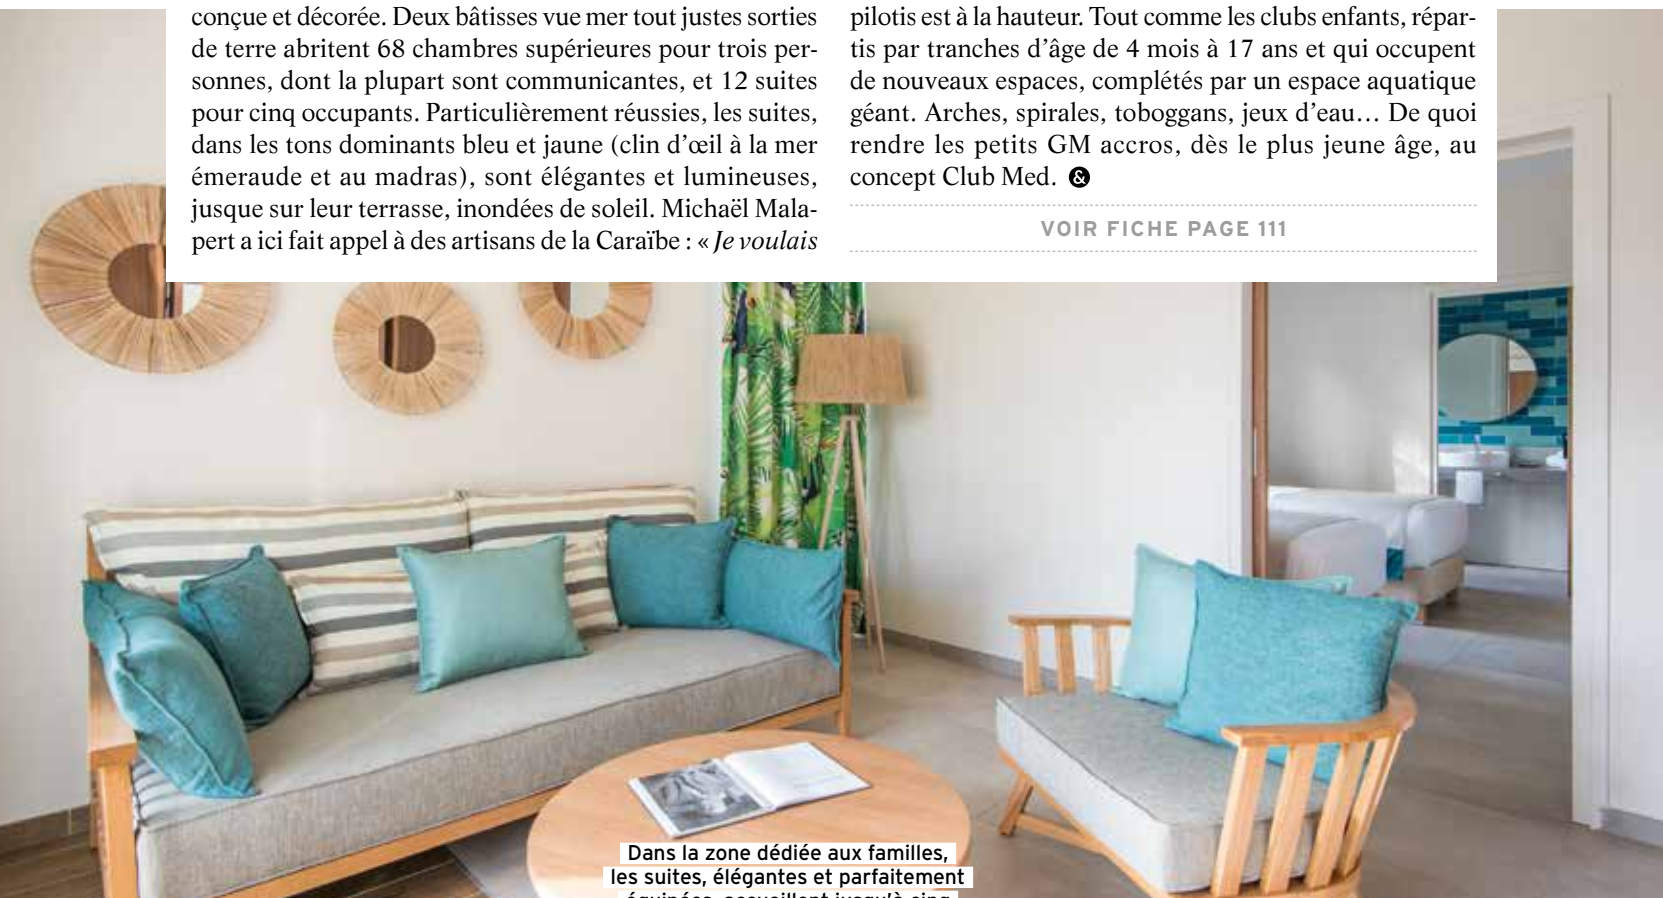 conçue et décorée. Deux bâtisses vue mer tout justes sorties
de terre abritent 68 chambres supérieures pour trois per-
sonnes, dont la plupart sont communicantes, et 12 suites
pour cinq occupants. Particulièrement réussies, les suites,
dans les tons dominants bleu et jaune (clin d'œil à la mer
émeraude et au madras), sont élégantes et lumineuses,
jusque sur leur terrasse, inondées de soleil. Michaël Mala-
pert a ici fait appel à des artisans de la Caraïbe : « Je voulais
pilotis est à la hauteur. Tout comme les clubs enfants, répar-
tis par tranches d'âge de 4 mois à 17 ans et qui occupent
de nouveaux espaces, complétés par un espace aquatique
géant. Arches, spirales, toboggans, jeux d'eau… De quoi
rendre les petits GM accros, dès le plus jeune âge, au
concept Club Med. &
VOIR FICHE PAGE 111
Dans la zone dédiée aux familles,
les suites, élégantes et parfaitement
équipées, accueillent jusqu'à cinq